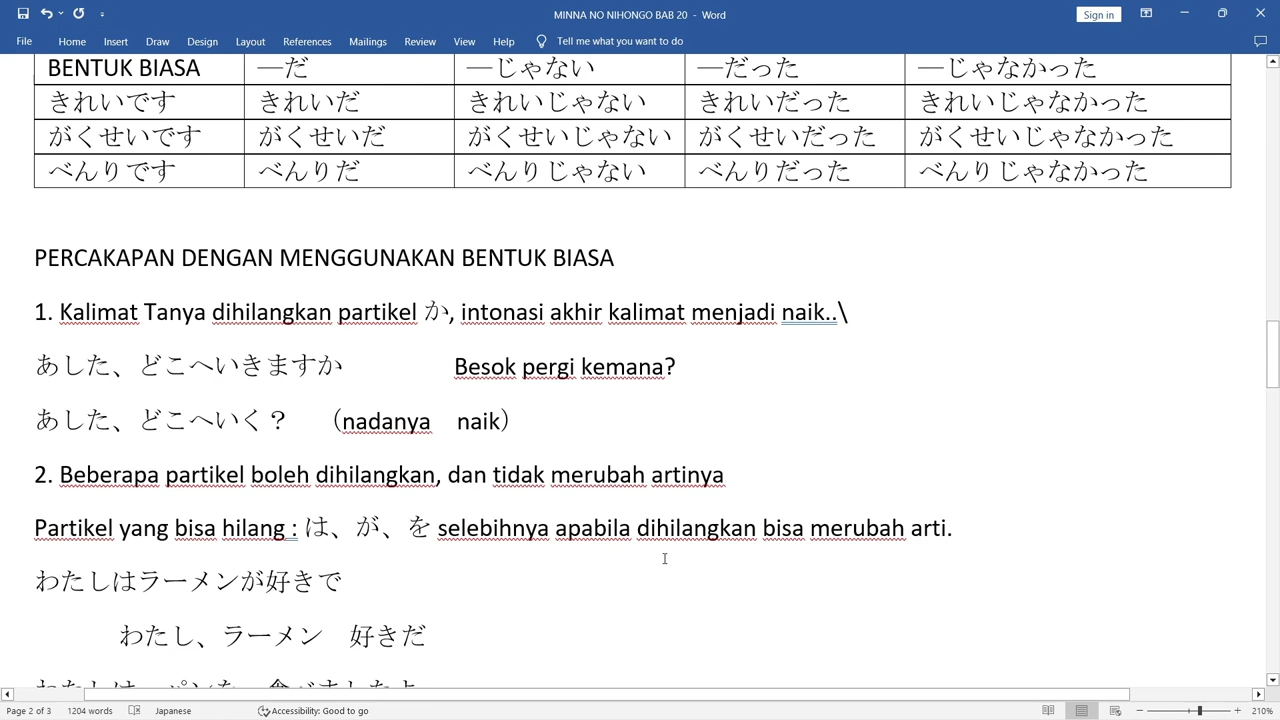 MINNA NO NIHONGO BAB 20 - Word
Sign in
File Home Insert Draw Design Layout References Mailings Review View Help Tell me what you want to do
BENTUK BIASA ―だ ―じゃない ―だった ―じゃなかった
きれいです きれいだ きれいじゃない きれいだった きれいじゃなかった
がくせいです がくせいだ がくせいじゃない がくせいだった がくせいじゃなかった
べんりです べんりだ べんりじゃない べんりだった べんりじゃなかった
PERCAKAPAN DENGAN MENGGUNAKAN BENTUK BIASA
1. Kalimat Tanya dihilangkan partikel か, intonasi akhir kalimat menjadi naik..\
あした、どこへいきますか Besok pergi kemana?
あした、どこへいく？ （nadanya naik）
2. Beberapa partikel boleh dihilangkan, dan tidak merubah artinya
Partikel yang bisa hilang : は、が、を selebihnya apabila dihilangkan bisa merubah arti.
わたしはラーメンが好きで
わたし、ラーメン 好きだ
Page 2 of 3 1204 words Japanese Accessibility: Good to go 210%